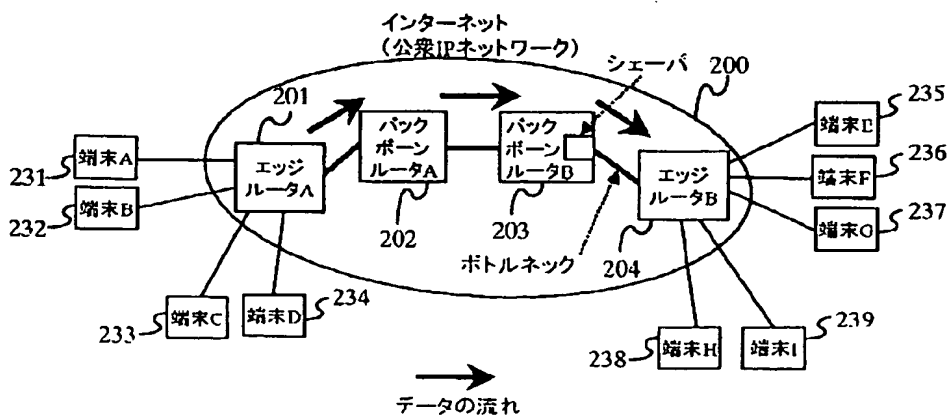 インターネット
(公衆IPネットワーク)
シェーパ
200
201
バック
ボーン
ルータA
バック
ボーン
ルータB
235
端末E
端末A
231
エッジ
ルータA
236
端末F
端末B
232
エッジ
ルータB
237
端末G
202
203
204
ボトルネック
233
端末C
端末D
234
238
端末H
端末I
239
データの流れ